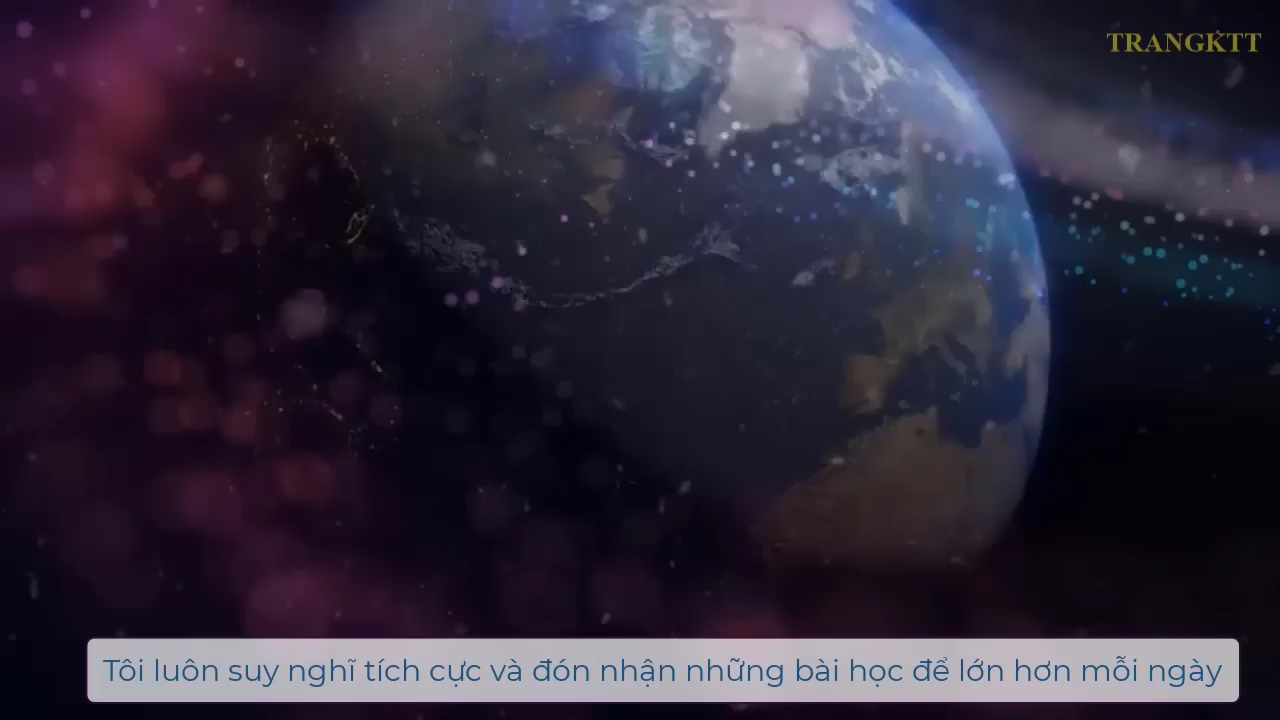 TRANGKTT
Tôi luôn suy nghĩ tích cực và đón nhận những bài học để lớn hơn mỗi ngày